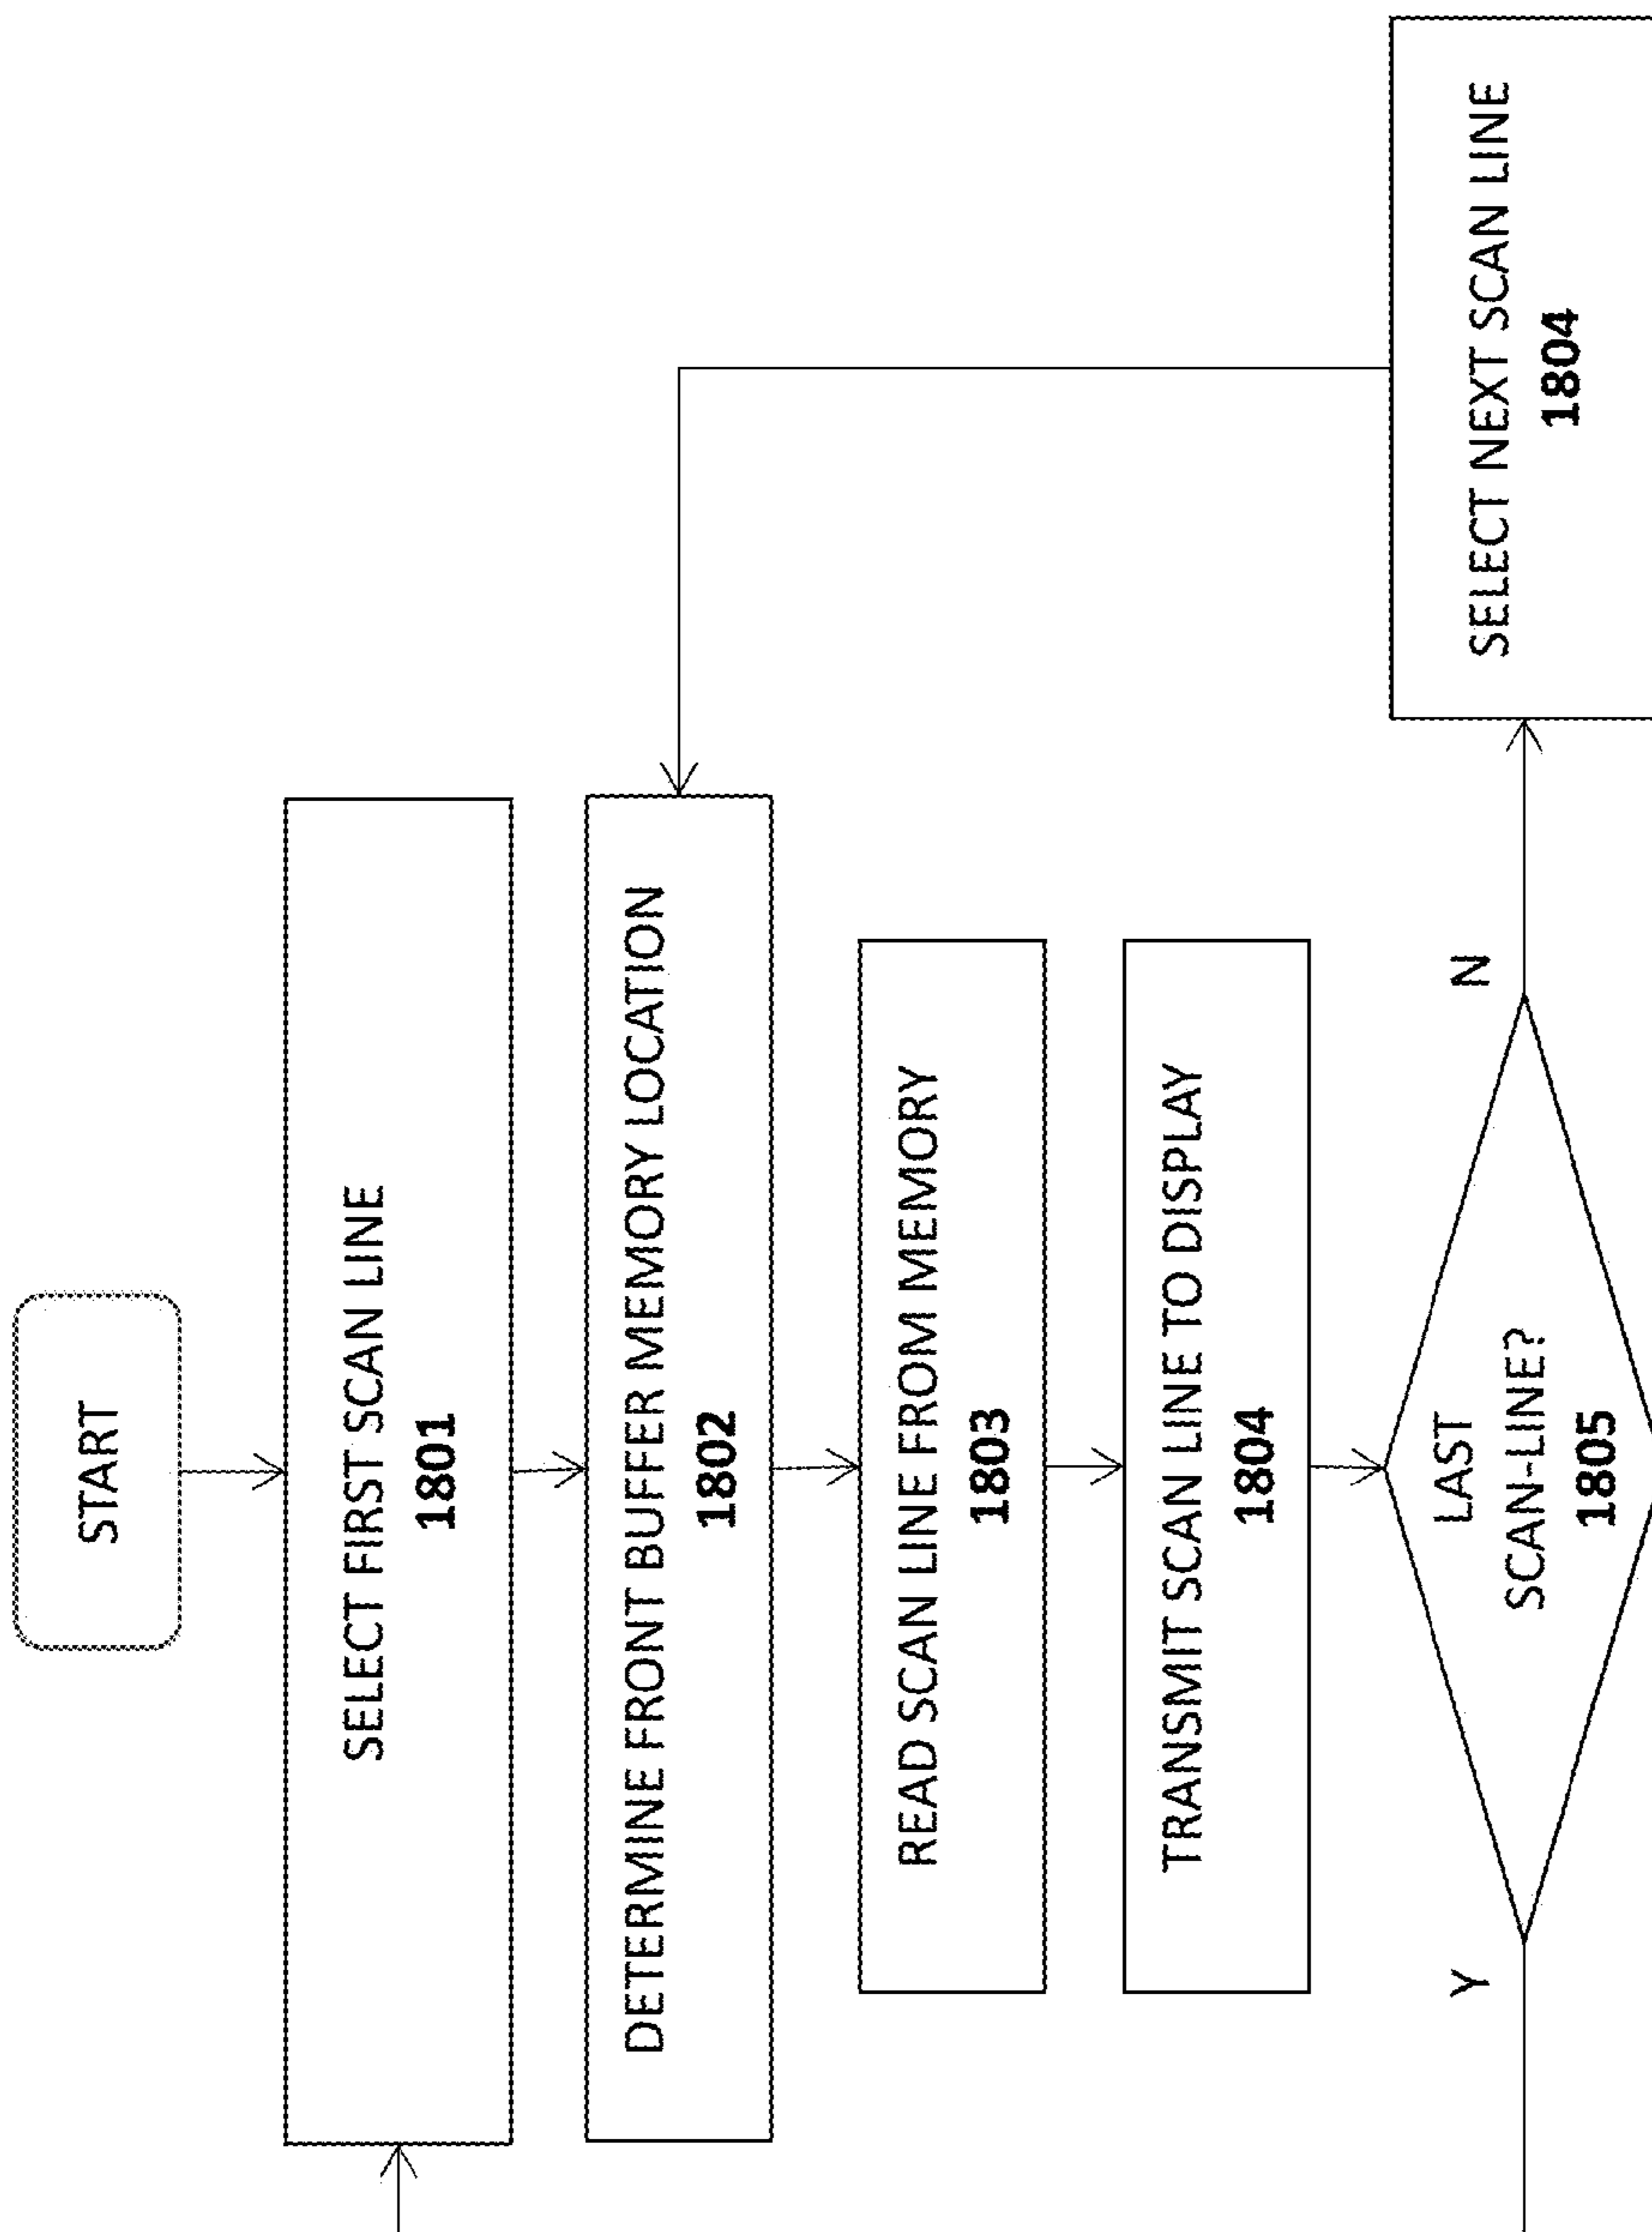 START
SELECT FIRST SCAN LINE
1801
DETERMINE FRONT BUFFER MEMORY LOCATION
1802
READ SCAN LINE FROM MEMORY
1803
TRANSMIT SCAN LINE TO DISPLAY
1804
LAST
SCAN-LINE?
1805
Y
N
SELECT NEXT SCAN LINE
1804